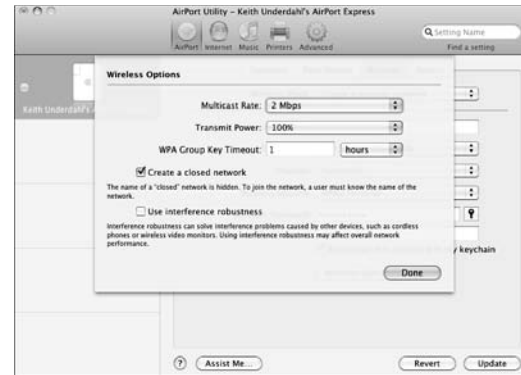 AirPort Utility – Keith Underdahl's AirPort Express
AirPort Internet Music Printers Advanced
Setting Name
Find a setting
Wireless Options
Keith Underdahl's
Multicast Rate: 2 Mbps
Transmit Power: 100%
WPA Group Key Timeout: 1 hours
Create a closed network
The name of a "closed" network is hidden. To join the network, a user must know the name of the
network.
Use interference robustness
Interference robustness can solve interference problems caused by other devices, such as cordless
phones or wireless video monitors. Using interference robustness may affect overall network
performance.
keychain
Done
? Assist Me... Revert Update